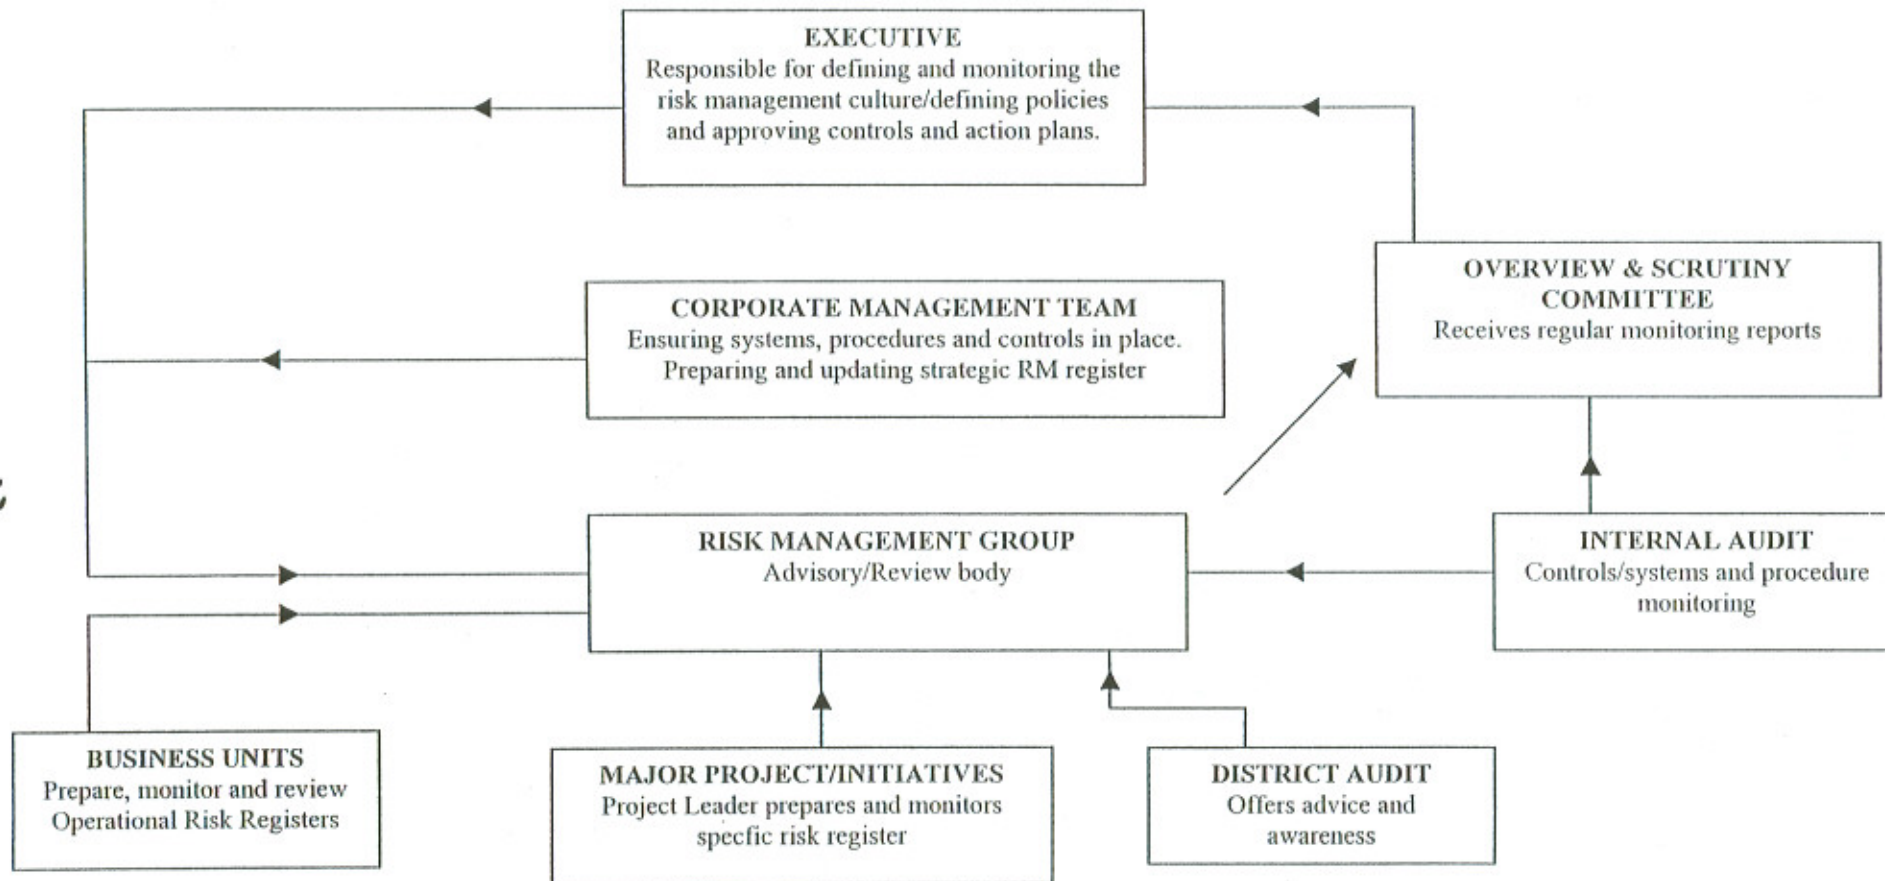 EXECUTIVE
Responsible for defining and monitoring the
risk management culture/defining policies
and approving controls and action plans.
OVERVIEW & SCRUTINY
COMMITTEE
Receives regular monitoring reports
CORPORATE MANAGEMENT TEAM
Ensuring systems, procedures and controls in place.
Preparing and updating strategic RM register
RISK MANAGEMENT GROUP
Advisory/Review body
INTERNAL AUDIT
Controls/systems and procedure
monitoring
BUSINESS UNITS
Prepare, monitor and review
Operational Risk Registers
MAJOR PROJECT/INITIATIVES
Project Leader prepares and monitors
specfic risk register
DISTRICT AUDIT
Offers advice and
awareness